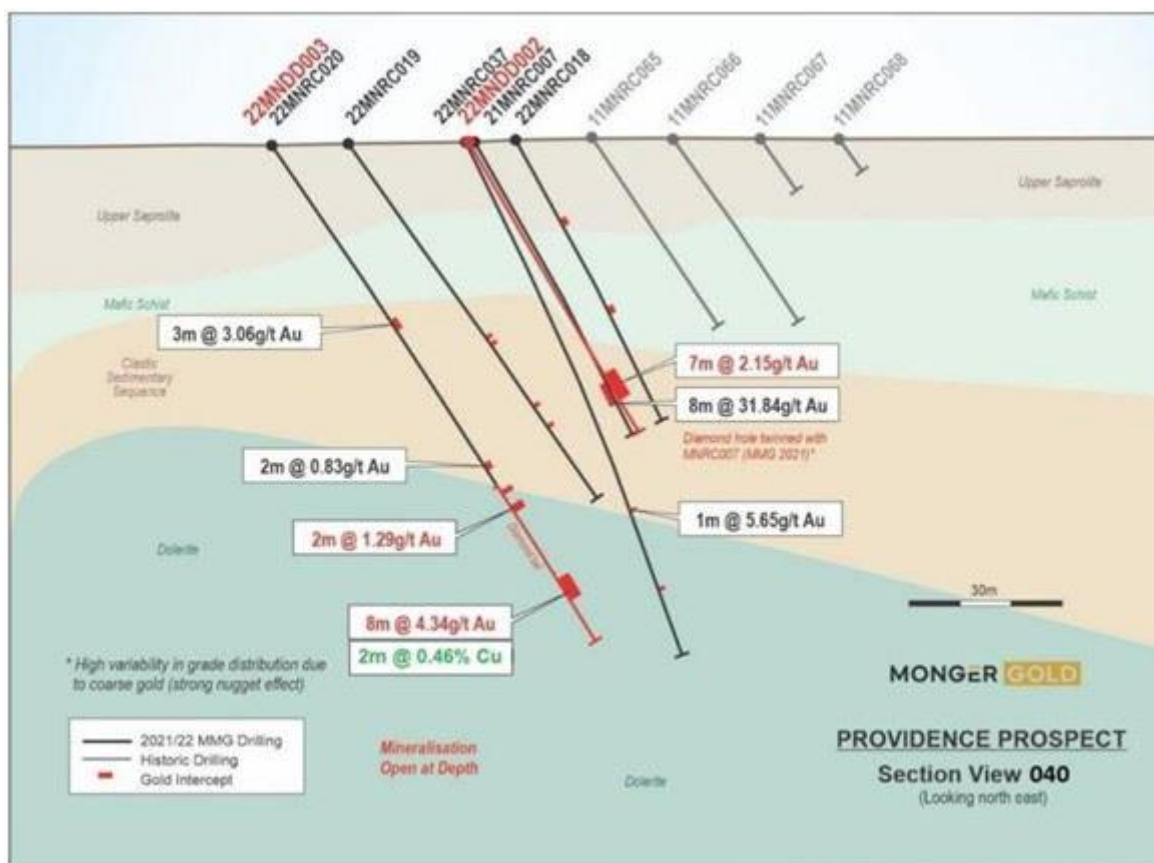 22MNDD003
22MNRC020
22MNRC019
22MNRC037
22MNDD002
21MNRC007
22MNRC018
11MNRC065
11MNRC066
11MNRC067
11MNRC068
Upper Saprolite
Upper Saprolite
Mafic Schist
Mafic Schist
3m @ 3.06g/t Au
Clastic
Sedimentary
Sequence
7m @ 2.15g/t Au
8m @ 31.84g/t Au
Diamond hole twinned with
MNRC007 (MMG 2021)*
2m @ 0.83g/t Au
1m @ 5.65g/t Au
2m @ 1.29g/t Au
Diamond tail
Dolerite
30m
8m @ 4.34g/t Au
2m @ 0.46% Cu
* High variability in grade distribution due
to coarse gold (strong nugget effect)
MONGER GOLD
2021/22 MMG Drilling
Historic Drilling
Gold Intercept
Mineralisation
Open at Depth
Dolerite
PROVIDENCE PROSPECT
Section View 040
(Looking north east)